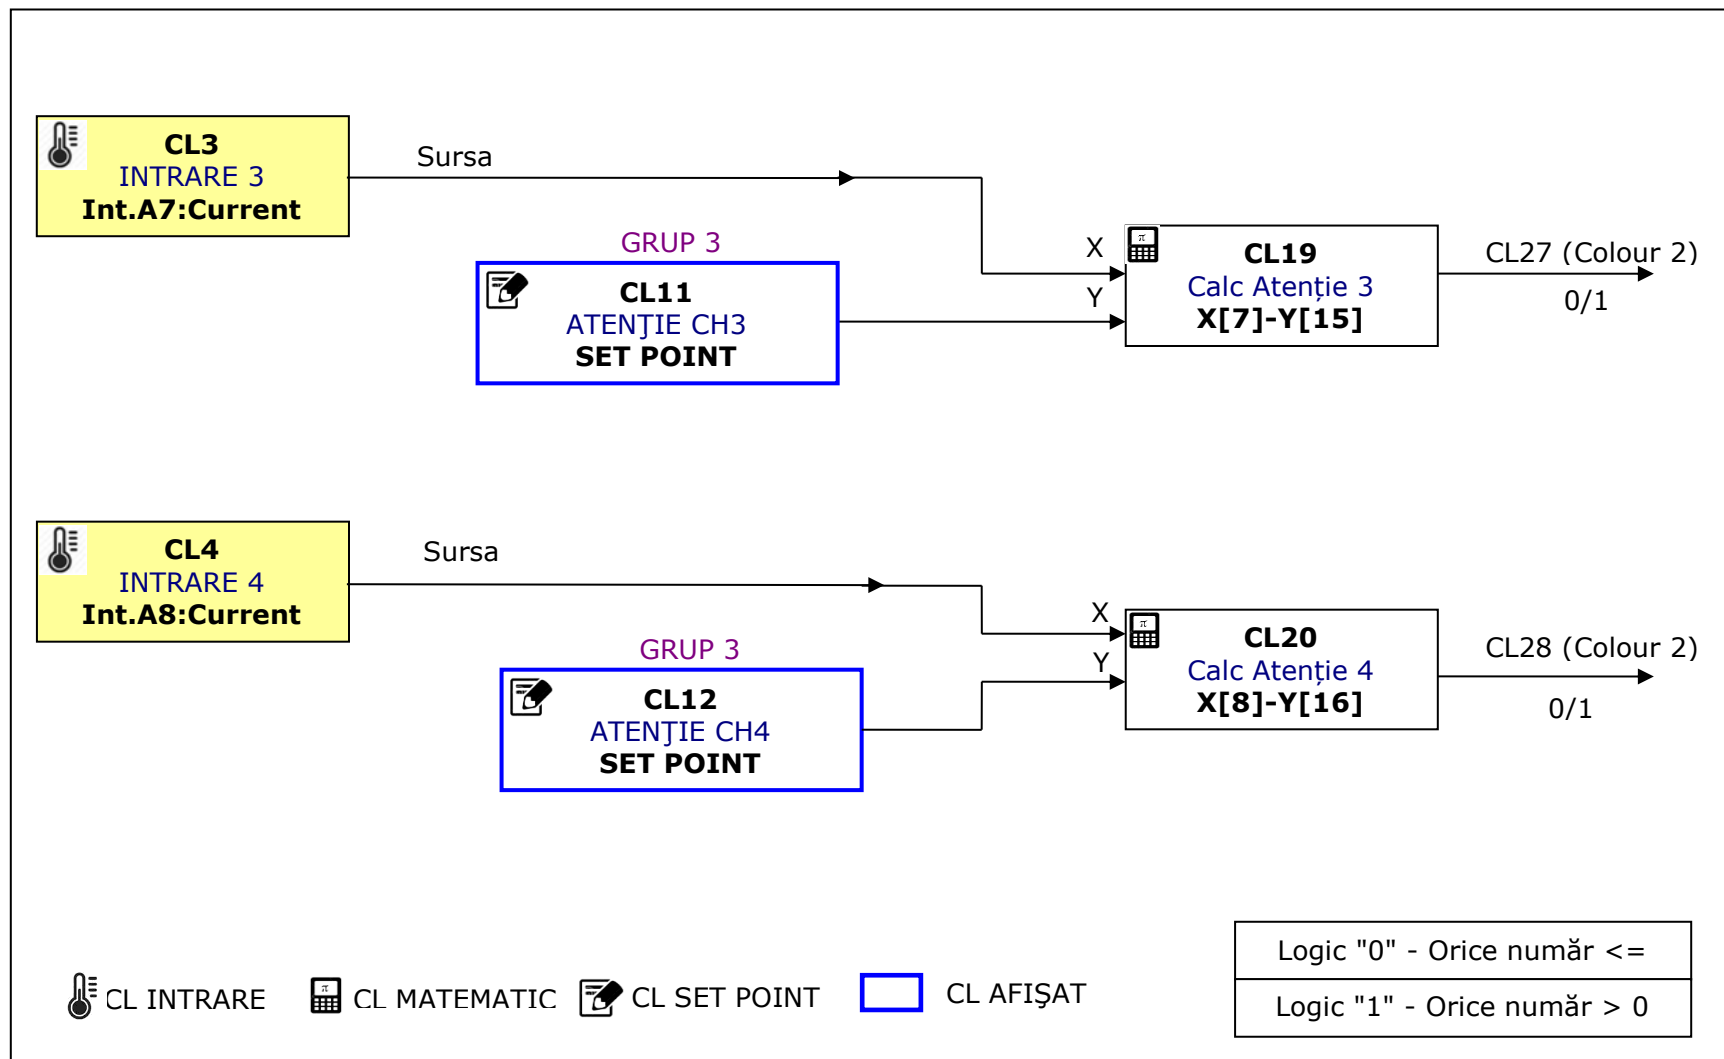 CL3
INTRARE 3
Int.A7:Current
Sursa
GRUP 3
CL11
ATENŢIE CH3
SET POINT
X
Y
π
CL19
Calc Atenție 3
X[7]-Y[15]
CL27 (Colour 2)
0/1
CL4
INTRARE 4
Int.A8:Current
Sursa
GRUP 3
CL12
ATENŢIE CH4
SET POINT
X
Y
π
CL20
Calc Atenție 4
X[8]-Y[16]
CL28 (Colour 2)
0/1
CL INTRARE
π
CL MATEMATIC
CL SET POINT
CL AFIŞAT
Logic "0" - Orice număr <=
Logic "1" - Orice număr > 0